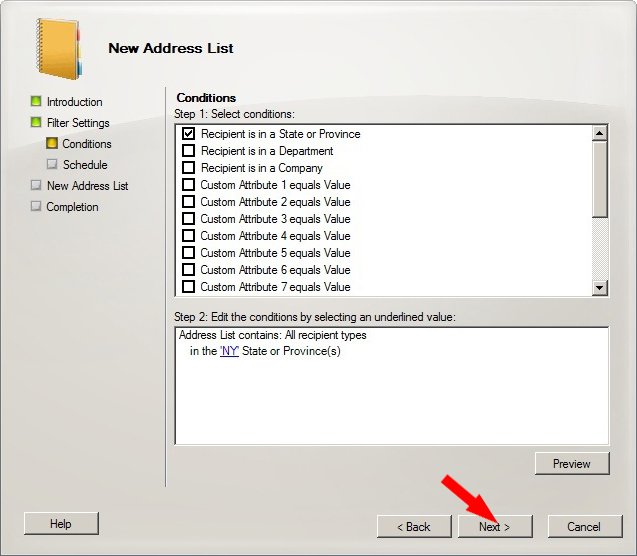 New Address List
Introduction
Filter Settings
Conditions
Schedule
New Address List
Completion
Conditions
Step 1: Select conditions:
Recipient is in a State or Province
Recipient is in a Department
Recipient is in a Company
Custom Attribute 1 equals Value
Custom Attribute 2 equals Value
Custom Attribute 3 equals Value
Custom Attribute 4 equals Value
Custom Attribute 5 equals Value
Custom Attribute 6 equals Value
Custom Attribute 7 equals Value
Step 2: Edit the conditions by selecting an underlined value:
Address List contains: All recipient types
in the 'NY' State or Province(s)
Preview
Help
< Back
Next >
Cancel